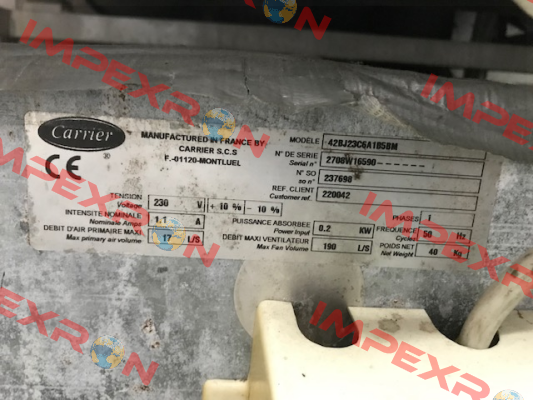 IMPEXRON
Carrier
CE
20
MANUFACTURED IN FRANCE BY
CARRIER S.C.S
F.-01120-MONTLUEL
MODELE 42BJ23C6A1B5BM
N° DE SERIE 2708W16590
Serial n°
N° SO 237698
so n°
REF. CLIENT 220042
Customer ref.
TENSION 230 V + 10 % - 10 %
Voltage
PHASES 1
INTENSITE NOMINALE 1.1 A
Nominale Amps
PUISSANCE ABSORBEE 0.2 KW
Power Input
FREQUENCE 50 Hz
Cycles
DEBIT D'AIR PRIMAIRE MAXI 17 L/S
Max primary air volume
DEBIT MAXI VENTILATEUR 190 L/S
Max Fan Volume
POIDS NET 40 Kg
Net Weight
IMPEXRON
IMPEXRON